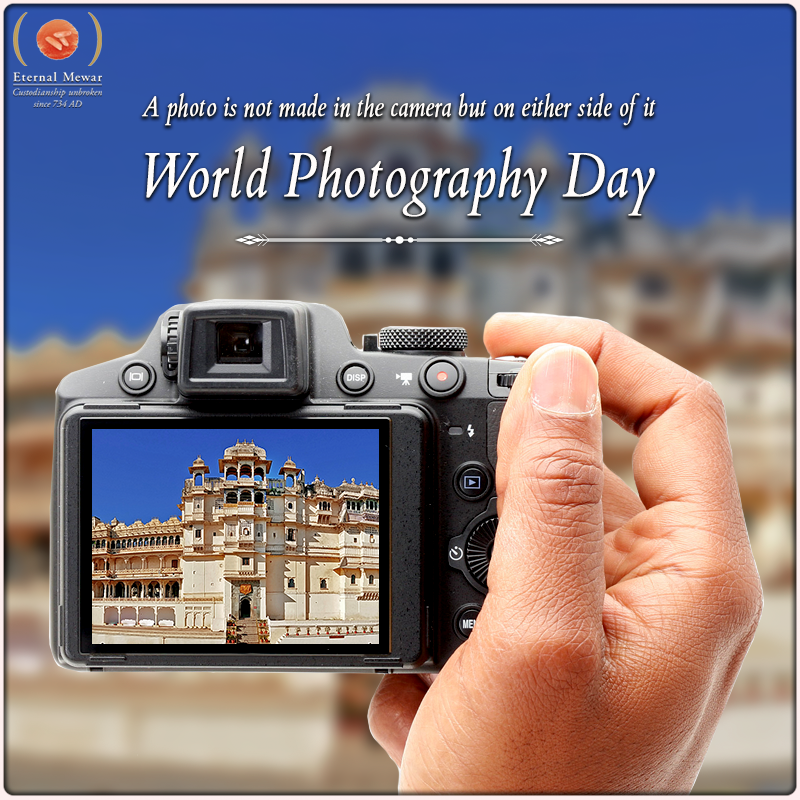 Eternal Mewar
Custodianship unbroken
since 734 AD
A photo is not made in the camera but on either side of it
World Photography Day
DISP
MEN